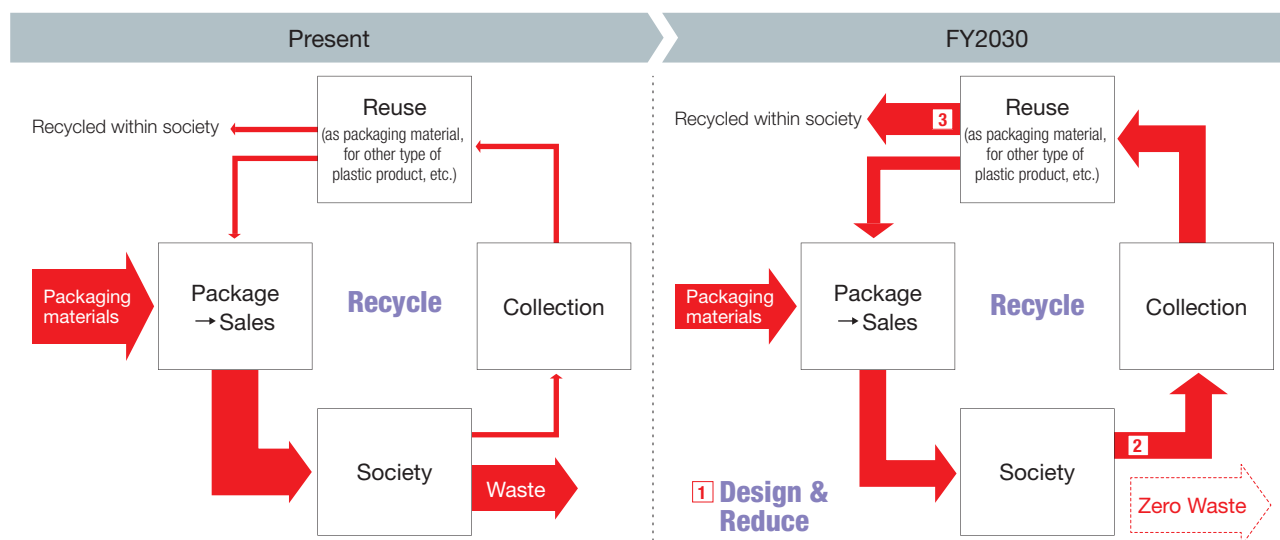 Present
FY2030
Reuse
(as packaging material,
for other type of
plastic product, etc.)
Recycled within society
Packaging
materials
Package
→ Sales
Recycle
Collection
Society
Waste
Reuse
(as packaging material,
for other type of
plastic product, etc.)
Recycled within society
3
Packaging
materials
Package
→ Sales
Recycle
Collection
Society
2
1 Design &
Reduce
Zero Waste